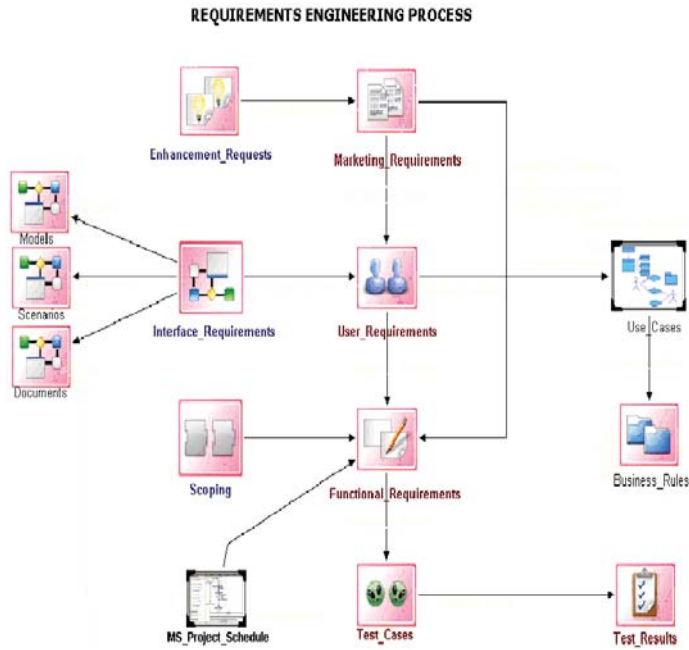 REQUIREMENTS ENGINEERING PROCESS
Enhancement_Requests
Marketing_Requirements
Models
Scenarios
Interface_Requirements
User_Requirements
Use_Cases
Documents
Scoping
Functional_Requirements
Business_Rules
MS_Project_Schedule
Test_Cases
Test_Results